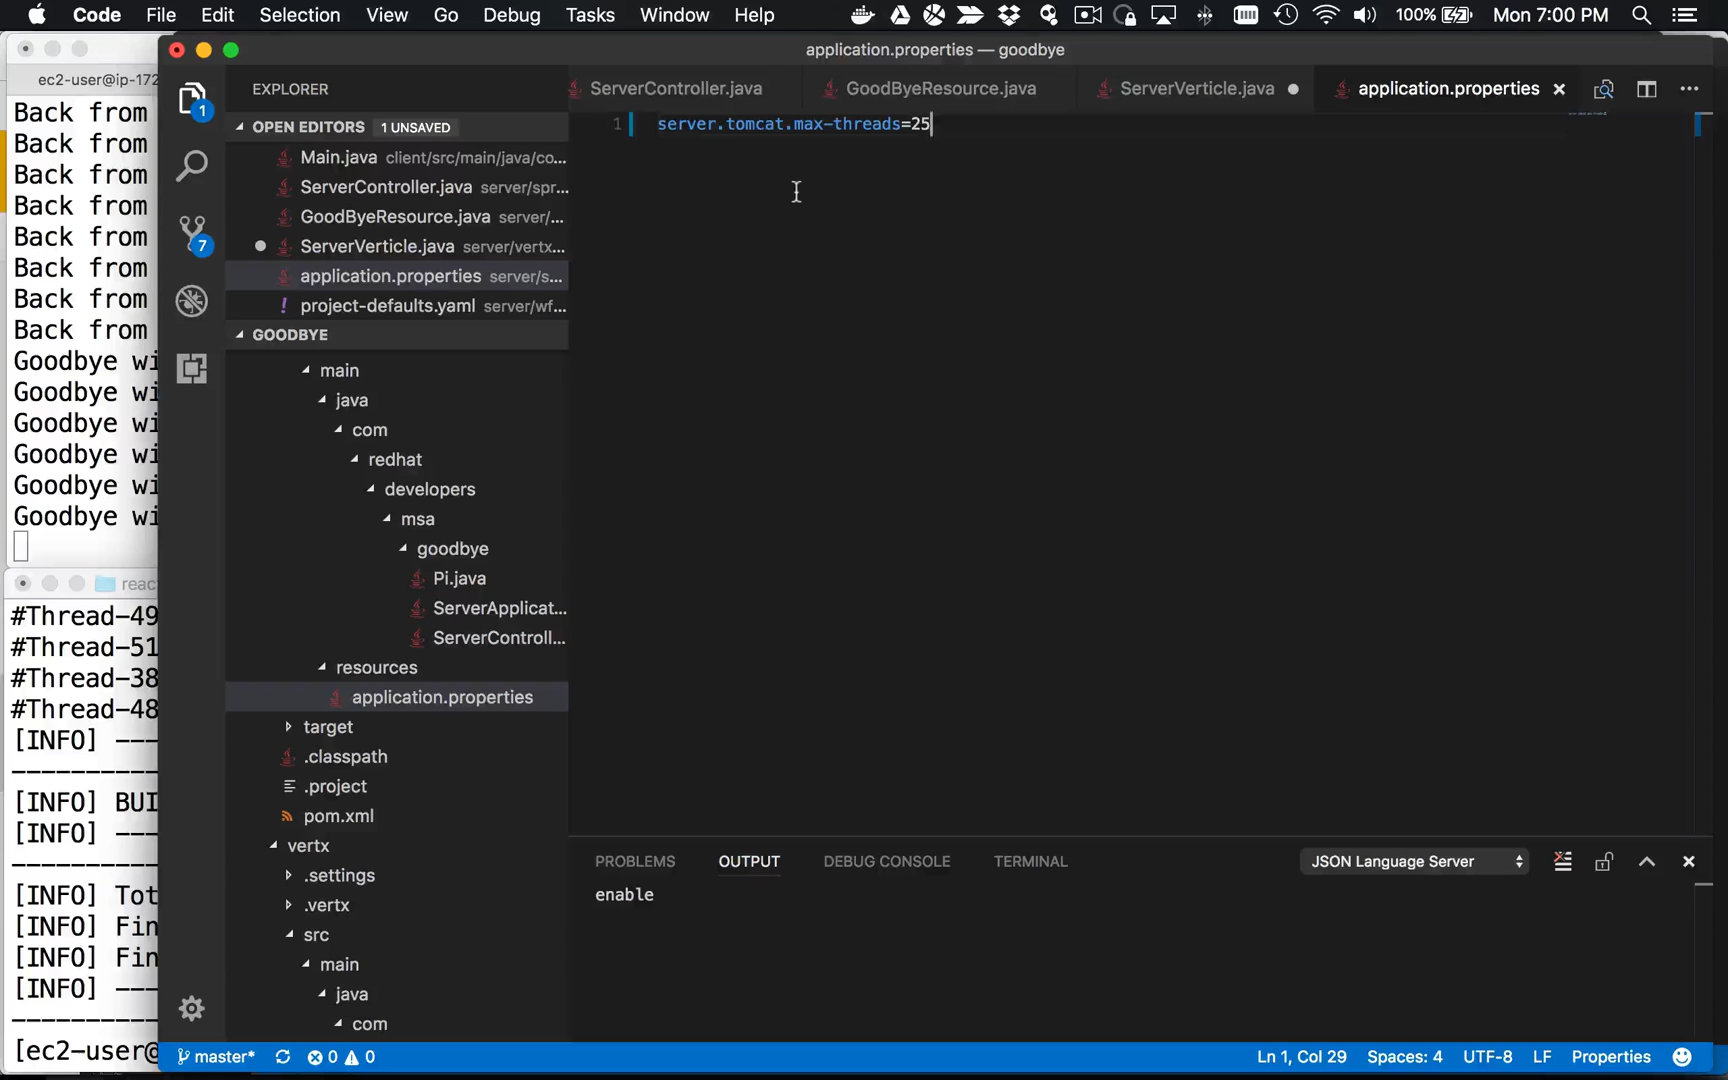 Code File Edit Selection View Go Debug Tasks Window Help 100% Mon 7:00 PM
ec2-user@ip-172
application.properties — goodbye
EXPLORER
ServerController.java GoodByeResource.java ServerVerticle.java application.properties
1
OPEN EDITORS 1 UNSAVED
1 server.tomcat.max-threads=25
Main.java client/src/main/java/co...
ServerController.java server/spr...
GoodByeResource.java server/...
ServerVerticle.java server/vertx...
application.properties server/s...
! project-defaults.yaml server/wf...
7
GOODBYE
main
java
com
redhat
developers
msa
goodbye
Pi.java
ServerApplicat...
ServerControll...
resources
application.properties
target
.classpath
.project
pom.xml
vertx
.settings
.vertx
src
main
java
com
Back from
Back from
Back from
Back from
Back from
Back from
Back from
Back from
Goodbye wi
Goodbye wi
Goodbye wi
Goodbye wi
Goodbye wi
Goodbye wi
reac
#Thread-49
#Thread-51
#Thread-38
#Thread-48
[INFO] ---
----------
[INFO] BUI
[INFO] ---
----------
[INFO] Tot
[INFO] Fin
[INFO] Fin
[INFO] ---
----------
[ec2-user@
PROBLEMS OUTPUT DEBUG CONSOLE TERMINAL JSON Language Server
enable
master* 0 0 Ln 1, Col 29 Spaces: 4 UTF-8 LF Properties